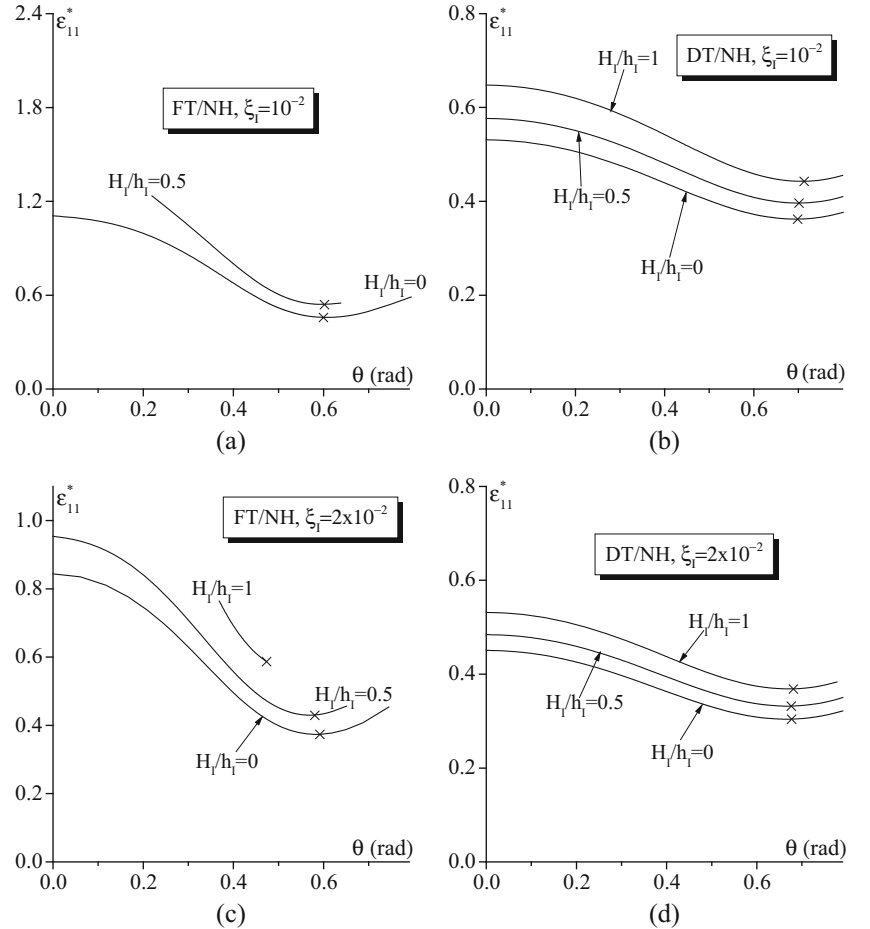 2.4
ε*11
1.8
1.2
0.6
0.0
FT/NH, ξI=10−2
HI/hI=0.5
HI/hI=0
θ (rad)
0.0 0.2 0.4 0.6
(a)
0.8
ε*11
0.6
0.4
0.2
0.0
DT/NH, ξI=10−2
HI/hI=1
HI/hI=0.5
HI/hI=0
θ (rad)
0.0 0.2 0.4 0.6
(b)
ε*11
1.0
0.8
0.6
0.4
0.2
0.0
FT/NH, ξI=2x10−2
HI/hI=1
HI/hI=0.5
HI/hI=0
θ (rad)
0.0 0.2 0.4 0.6
(c)
0.8
ε*11
0.6
0.4
0.2
0.0
DT/NH, ξI=2x10−2
HI/hI=1
HI/hI=0.5
HI/hI=0
θ (rad)
0.0 0.2 0.4 0.6
(d)